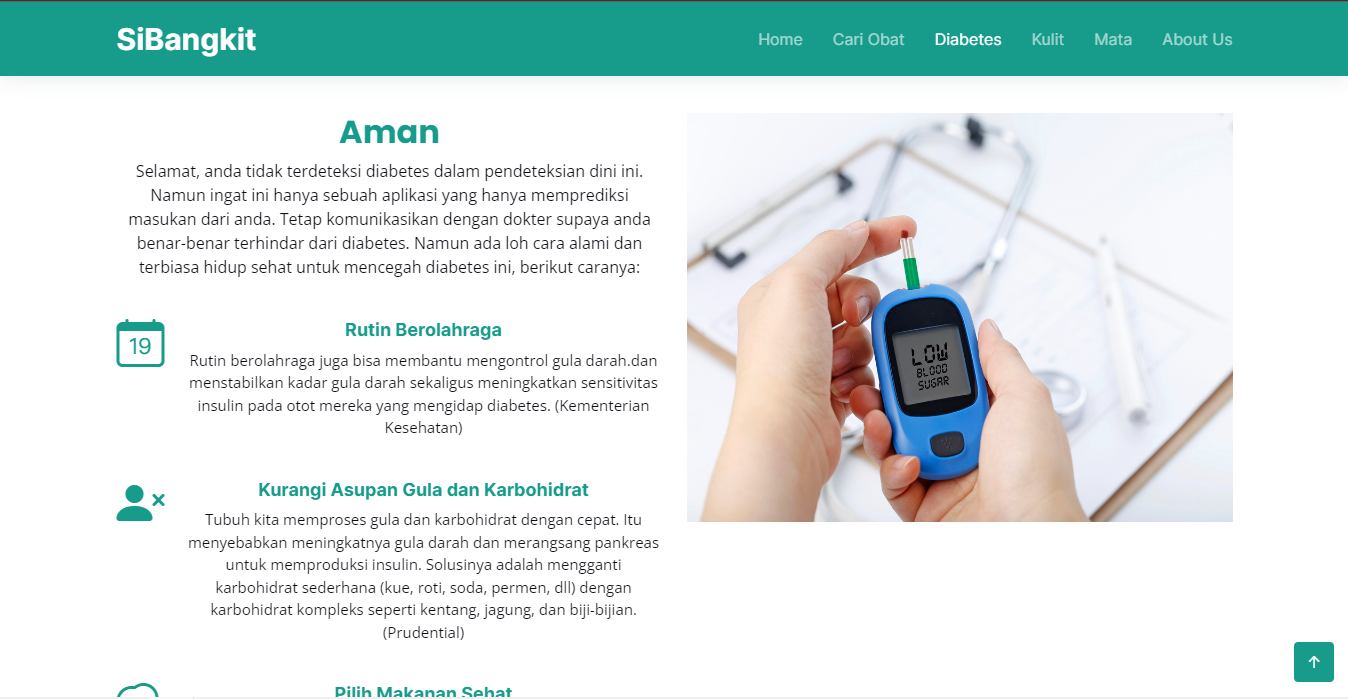 SiBangkit
Home Cari Obat Diabetes Kulit Mata About Us
Aman
Selamat, anda tidak terdeteksi diabetes dalam pendeteksian dini ini.
Namun ingat ini hanya sebuah aplikasi yang hanya memprediksi
masukan dari anda. Tetap komunikasikan dengan dokter supaya anda
benar-benar terhindar dari diabetes. Namun ada loh cara alami dan
terbiasa hidup sehat untuk mencegah diabetes ini, berikut caranya:
19
Rutin Berolahraga
Rutin berolahraga juga bisa membantu mengontrol gula darah.dan
menstabilkan kadar gula darah sekaligus meningkatkan sensitivitas
insulin pada otot mereka yang mengidap diabetes. (Kementerian
Kesehatan)
Kurangi Asupan Gula dan Karbohidrat
Tubuh kita memproses gula dan karbohidrat dengan cepat. Itu
menyebabkan meningkatnya gula darah dan merangsang pankreas
untuk memproduksi insulin. Solusinya adalah mengganti
karbohidrat sederhana (kue, roti, soda, permen, dll) dengan
karbohidrat kompleks seperti kentang, jagung, dan biji-bijian.
(Prudential)
Pilih Makanan Sehat
LOW
BLOOD
SUGAR